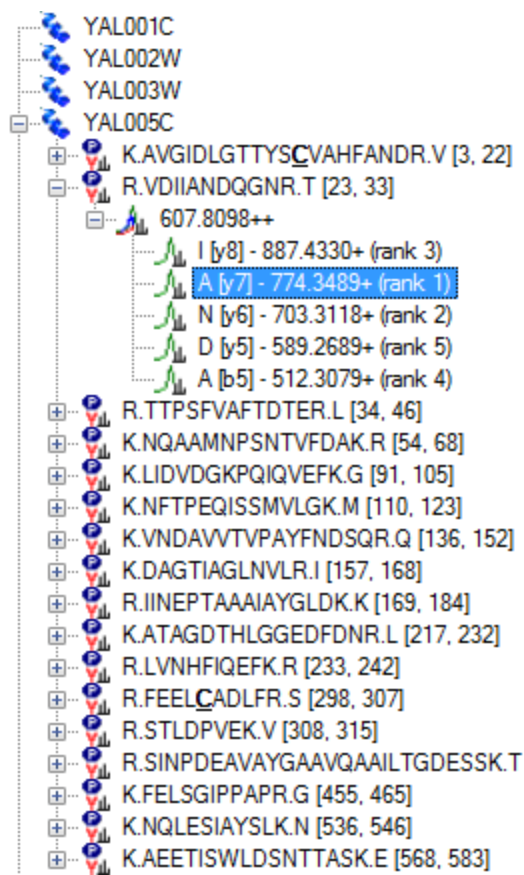 YAL001C
YAL002W
YAL003W
YAL005C
K.AVGIDLGTTYSCVAHFANDR.V [3, 22]
R.VDIIANDQGNR.T [23, 33]
607.8098++
I [y8] - 887.4330+ (rank 3)
A [y7] - 774.3489+ (rank 1)
N [y6] - 703.3118+ (rank 2)
D [y5] - 589.2689+ (rank 5)
A [b5] - 512.3079+ (rank 4)
R.TTPSFVAFTDTER.L [34, 46]
K.NQAAMNPSNTVFDAK.R [54, 68]
K.LIDVDGKPQIQVEFK.G [91, 105]
K.NFTPEQISSMVLGK.M [110, 123]
K.VNDAVVTVPAYFNDSQR.Q [136, 152]
K.DAGTIAGLNVLR.I [157, 168]
R.IINEPTAAAIAYGLDK.K [169, 184]
K.ATAGDTHLGGEDFDNR.L [217, 232]
R.LVNHFIQEFK.R [233, 242]
R.FEELCADLFR.S [298, 307]
R.STLDPVEK.V [308, 315]
R.SINPDEAVAYGAAVQAAILTGDESSK.T
K.FELSGIPPAPR.G [455, 465]
K.NQLESIAYSLK.N [536, 546]
K.AEETISWLDSNTTASK.E [568, 583]